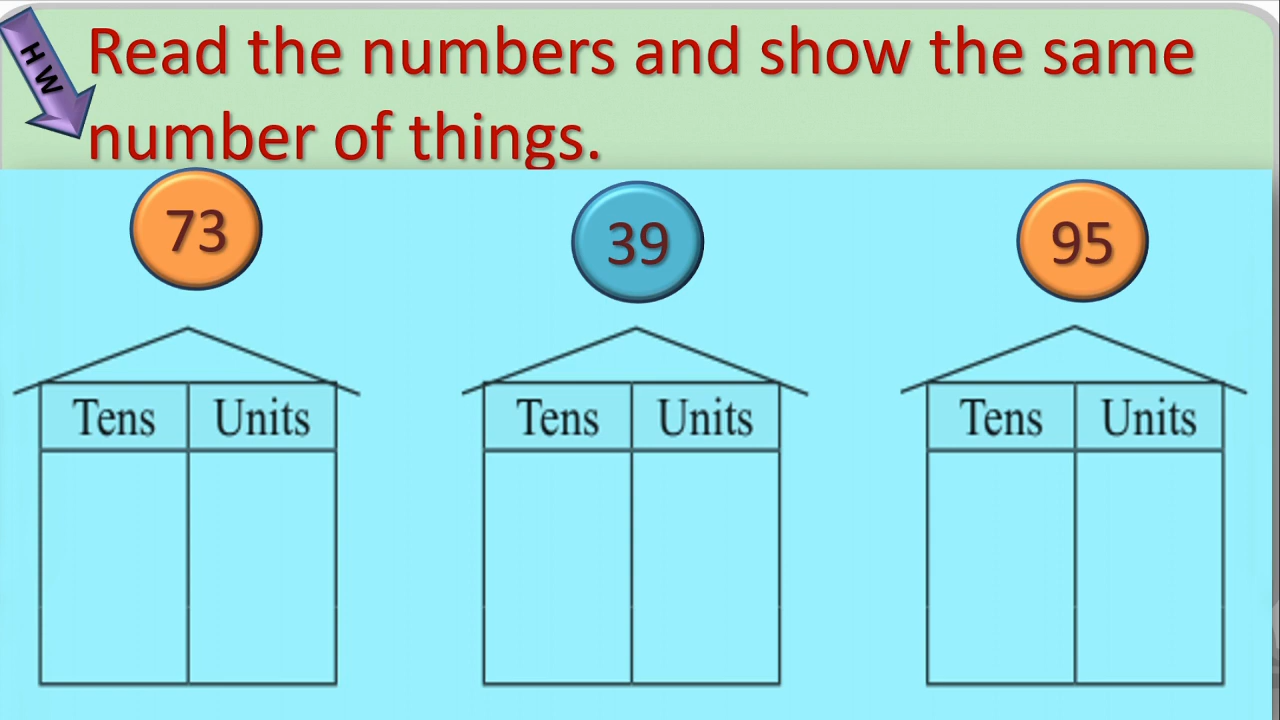 HW
Read the numbers and show the same
number of things.
73 39 95
Tens Units Tens Units Tens Units